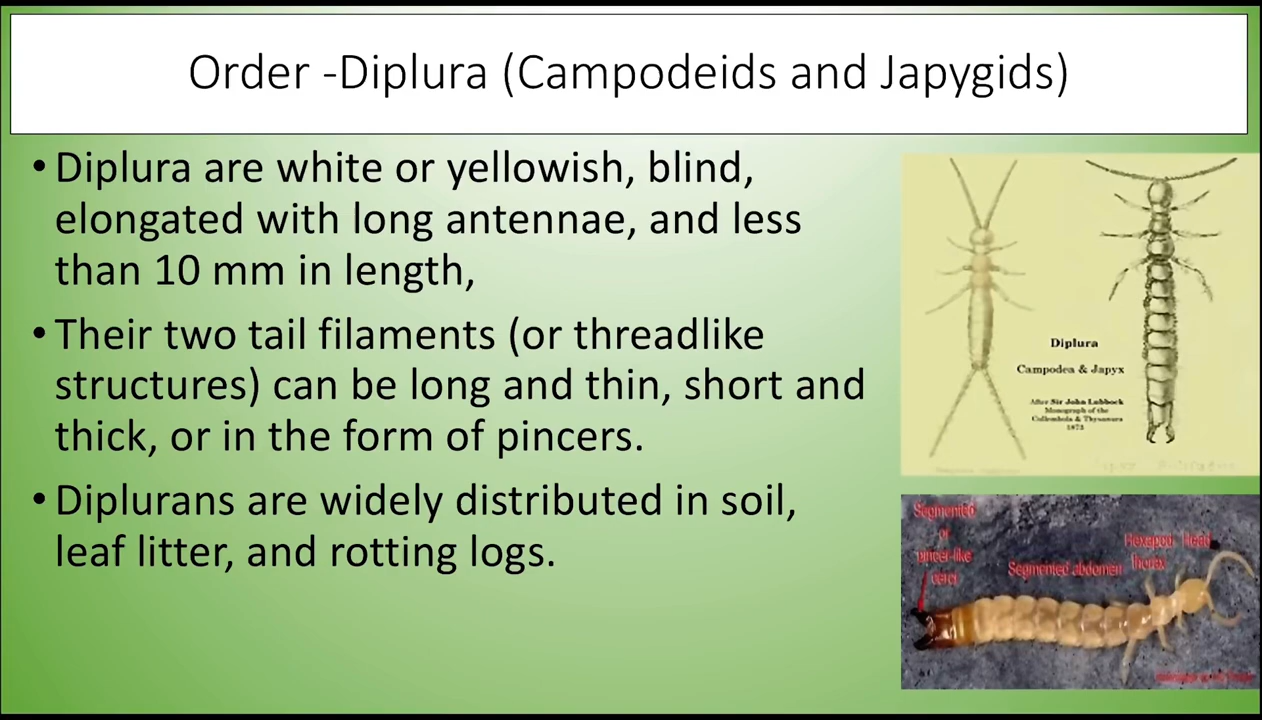 Order -Diplura (Campodeids and Japygids)
• Diplura are white or yellowish, blind,
elongated with long antennae, and less
than 10 mm in length,
• Their two tail filaments (or threadlike
structures) can be long and thin, short and
thick, or in the form of pincers.
• Diplurans are widely distributed in soil,
leaf litter, and rotting logs.
Diplura
Campodea & Japyx
After Sir John Lubbock
Monograph of the
Collembola & Thysanura
1873
Segmented
or
pincer-like
cerci
Segmented abdomen
Hexapod Head
thorax